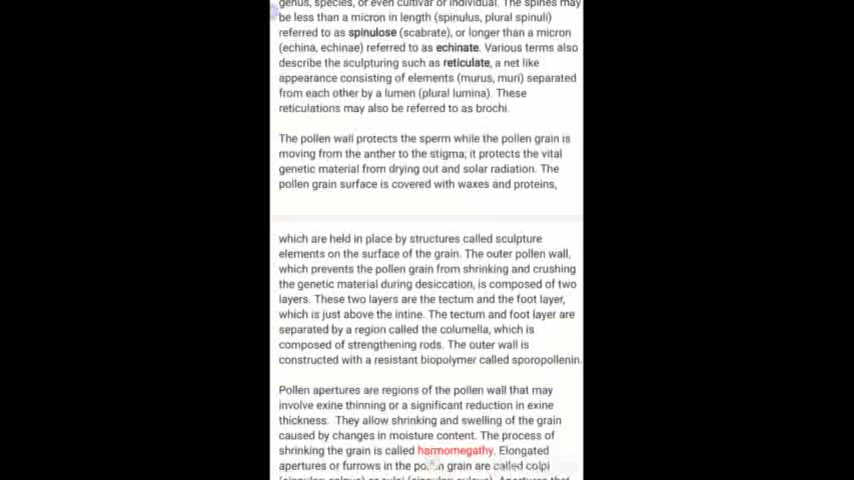 genus, species, or even cultivar or individual. The spines may
be less than a micron in length (spinulus, plural spinuli)
referred to as spinulose (scabrate), or longer than a micron
(echina, echinae) referred to as echinate. Various terms also
describe the sculpturing such as reticulate, a net like
appearance consisting of elements (murus, muri) separated
from each other by a lumen (plural lumina). These
reticulations may also be referred to as brochi.
The pollen wall protects the sperm while the pollen grain is
moving from the anther to the stigma; it protects the vital
genetic material from drying out and solar radiation. The
pollen grain surface is covered with waxes and proteins,
which are held in place by structures called sculpture
elements on the surface of the grain. The outer pollen wall,
which prevents the pollen grain from shrinking and crushing
the genetic material during desiccation, is composed of two
layers. These two layers are the tectum and the foot layer,
which is just above the intine. The tectum and foot layer are
separated by a region called the columella, which is
composed of strengthening rods. The outer wall is
constructed with a resistant biopolymer called sporopollenin.
Pollen apertures are regions of the pollen wall that may
involve exine thinning or a significant reduction in exine
thickness. They allow shrinking and swelling of the grain
caused by changes in moisture content. The process of
shrinking the grain is called harmomegathy. Elongated
apertures or furrows in the pollen grain are called colpi
(singular colpus) or sulci (singular sulcus). Apertures that